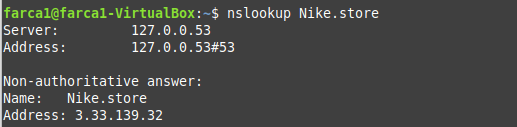 farca1@farca1-VirtualBox:~$ nslookup Nike.store
Server:         127.0.0.53
Address:        127.0.0.53#53

Non-authoritative answer:
Name:   Nike.store
Address: 3.33.139.32